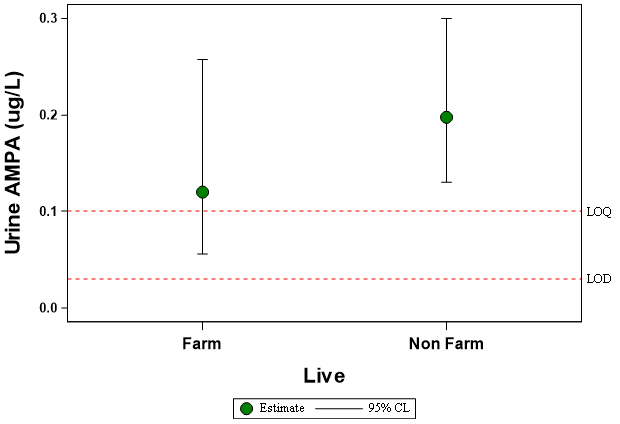 Urine AMPA (ug/L)
0.3
0.2
0.1
0.0
LOQ
LOD
Farm
Non Farm
Live
Estimate
95% CL